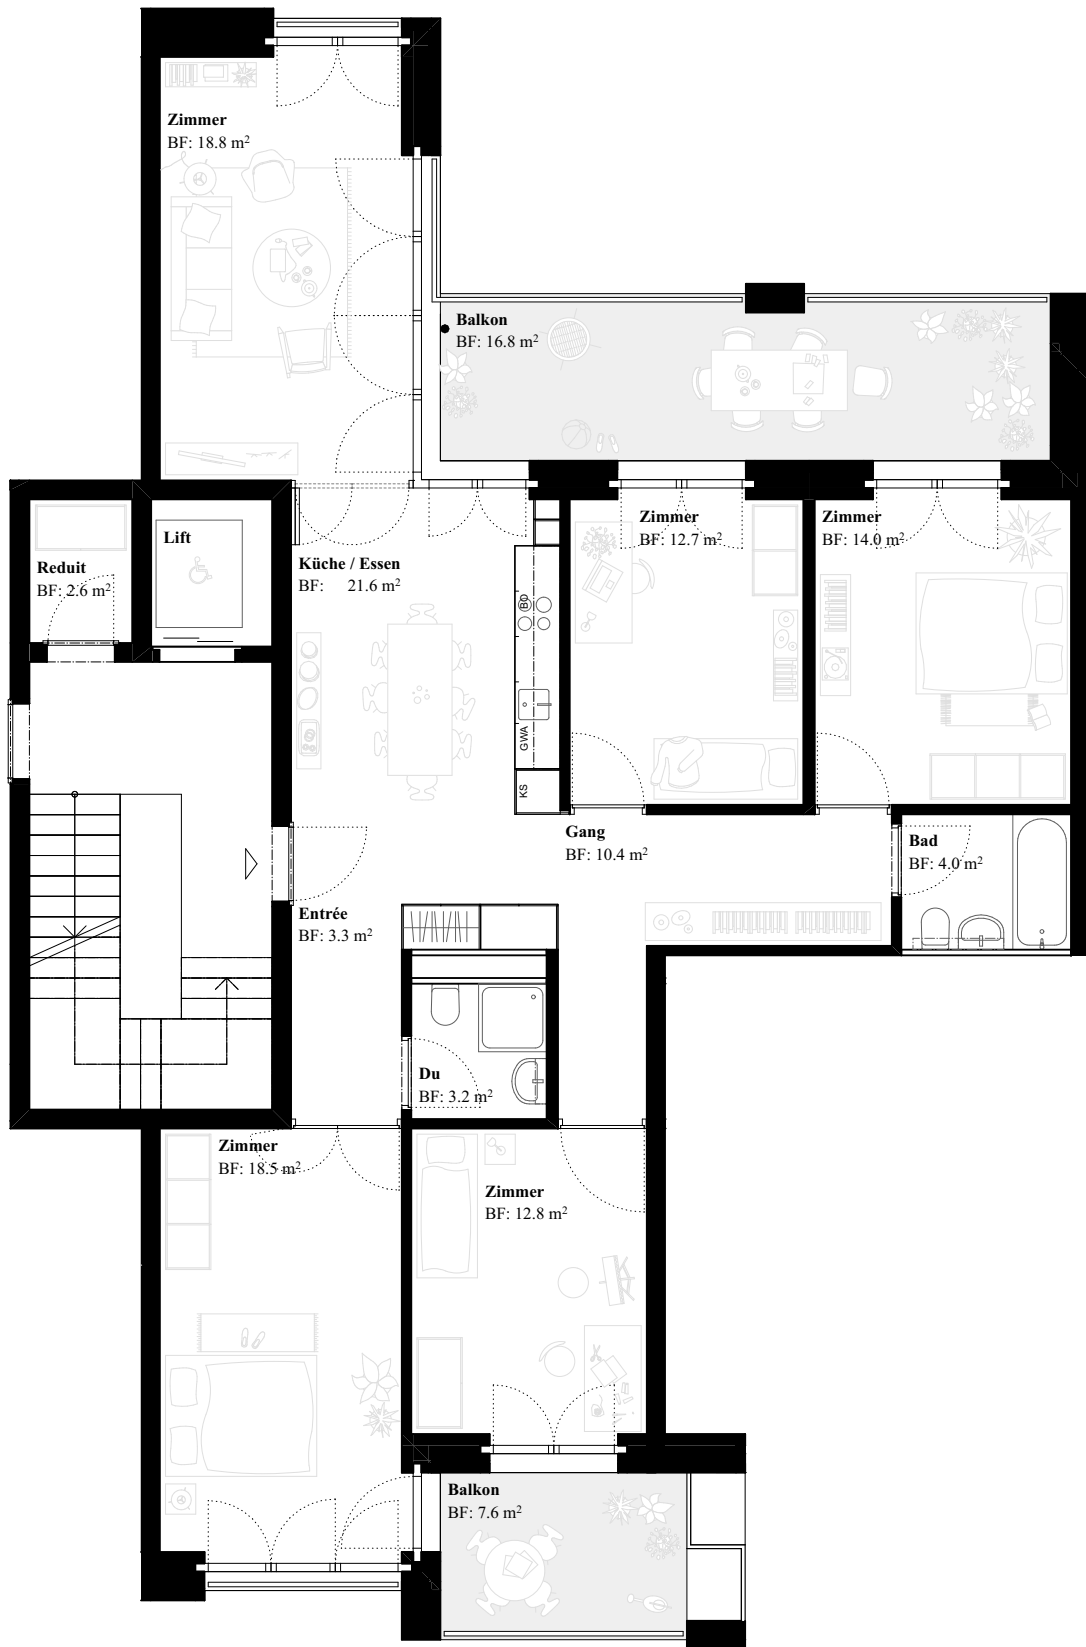 Zimmer
BF: 18.8 m²
Balkon
BF: 16.8 m²
Zimmer
BF: 12.7 m²
Zimmer
BF: 14.0 m²
Lift
Reduit
BF: 2.6 m²
Küche / Essen
BF: 21.6 m²
BO
GWA
KS
Gang
BF: 10.4 m²
Bad
BF: 4.0 m²
Entrée
BF: 3.3 m²
Du
BF: 3.2 m²
Zimmer
BF: 18.5 m²
Zimmer
BF: 12.8 m²
Balkon
BF: 7.6 m²